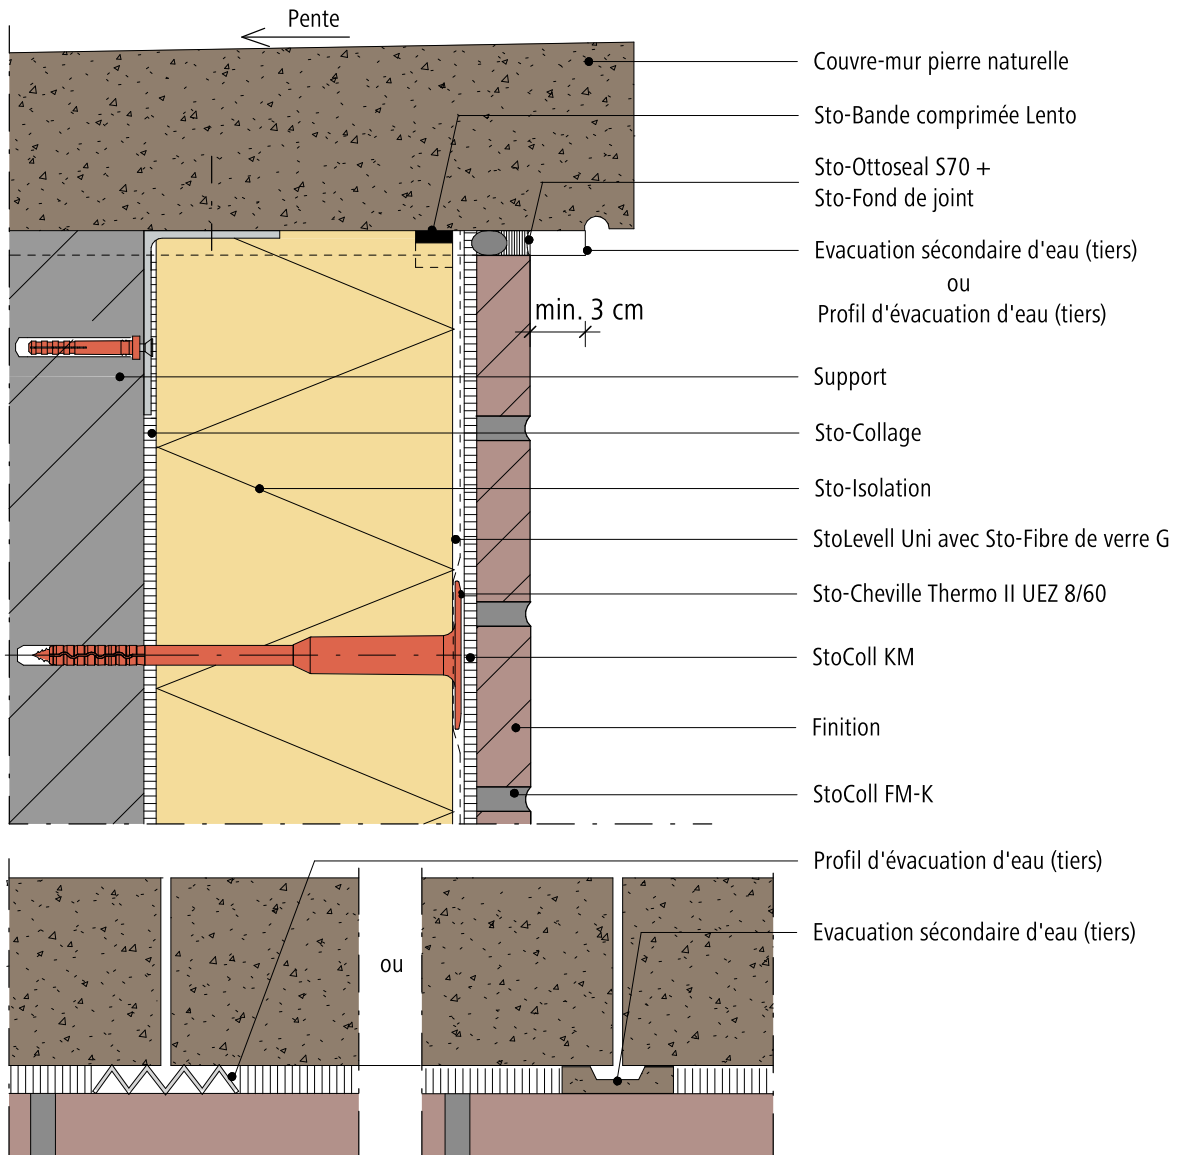 Pente
Couvre-mur pierre naturelle
Sto-Bande comprimée Lento
Sto-Ottoseal S70 +
Sto-Fond de joint
Evacuation sécondaire d'eau (tiers)
ou
Profil d'évacuation d'eau (tiers)
min. 3 cm
Support
Sto-Collage
Sto-Isolation
StoLevell Uni avec Sto-Fibre de verre G
Sto-Cheville Thermo II UEZ 8/60
StoColl KM
Finition
StoColl FM-K
Profil d'évacuation d'eau (tiers)
Evacuation sécondaire d'eau (tiers)
ou